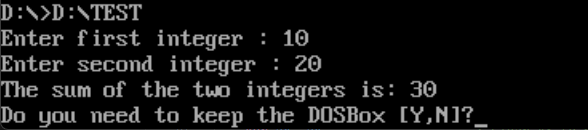 D:\>D:\TEST
Enter first integer : 10
Enter second integer : 20
The sum of the two integers is: 30
Do you need to keep the DOSBox [Y,N]?_